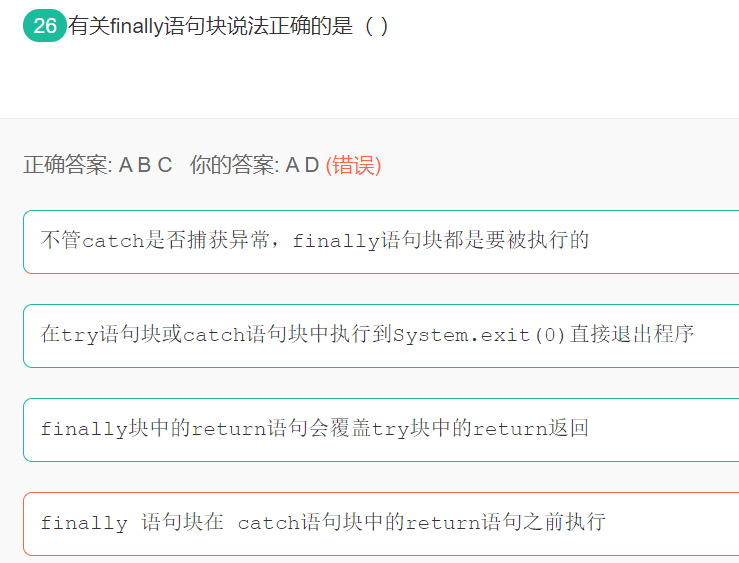 26有关finally语句块说法正确的是（ ）
正确答案: A B C 你的答案: A D (错误)
不管catch是否捕获异常，finally语句块都是要被执行的
在try语句块或catch语句块中执行到System.exit(0)直接退出程序
finally块中的return语句会覆盖try块中的return返回
finally 语句块在 catch语句块中的return语句之前执行